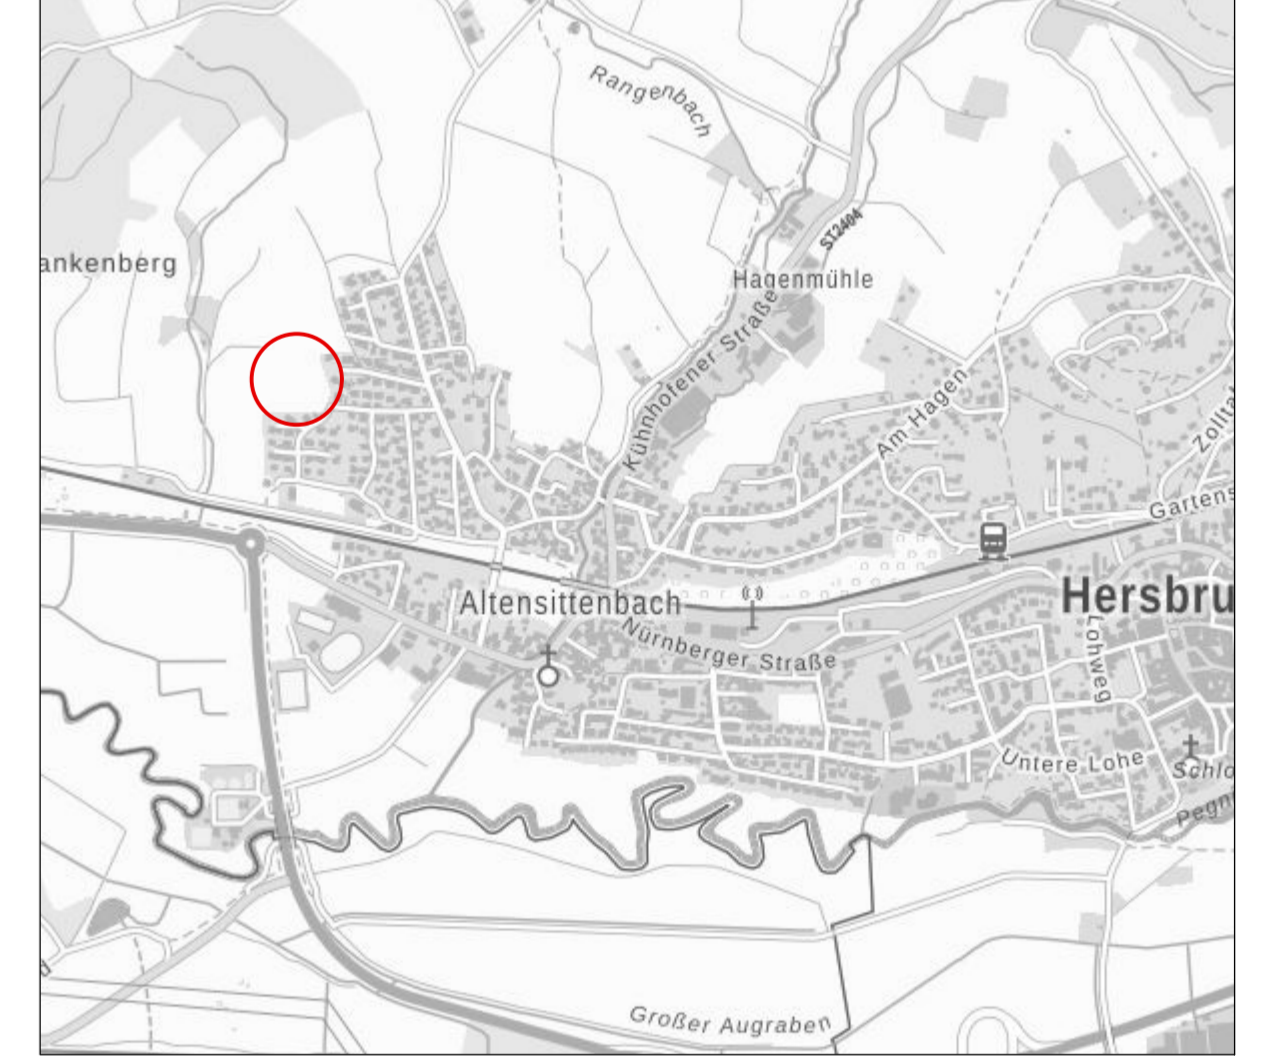 Rangenbach
ST2404
ankenberg
Hagenmühle
Kühnhofener Straße
Am Hagen
Zollta
Gartens
Altensittenbach
Hersbru
Nürnberger Straße
Lohweg
Untere Lohe
Schlo
Pegni
Großer Augraben